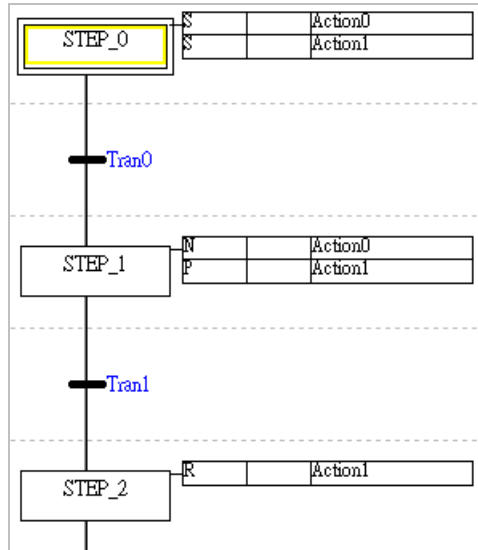 STEP_0 S Action0
S Action1
Tran0
STEP_1 N Action0
P Action1
Tran1
STEP_2 R Action1